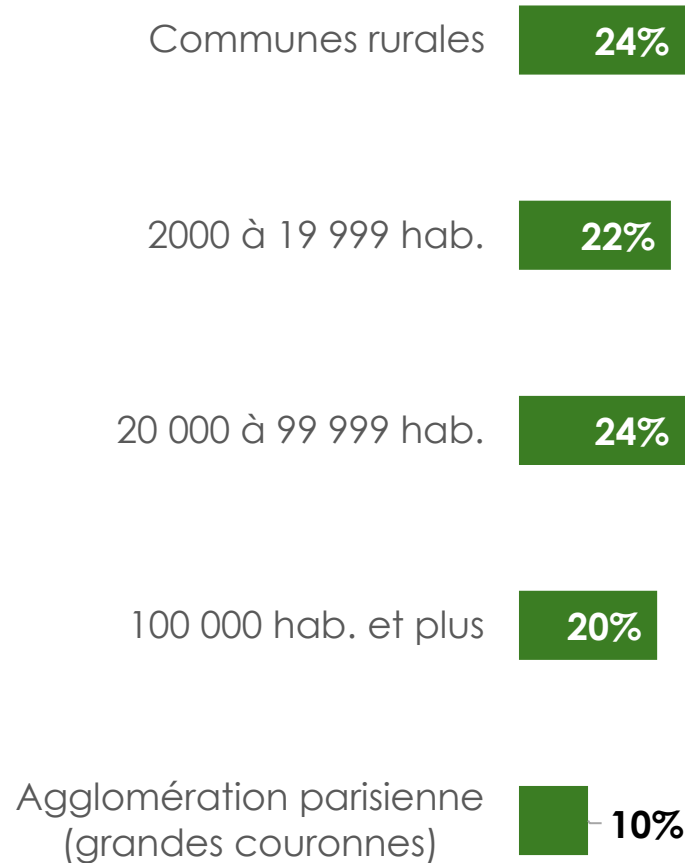 Communes rurales 24%
2000 à 19 999 hab. 22%
20 000 à 99 999 hab. 24%
100 000 hab. et plus 20%
Agglomération parisienne
(grandes couronnes) 10%